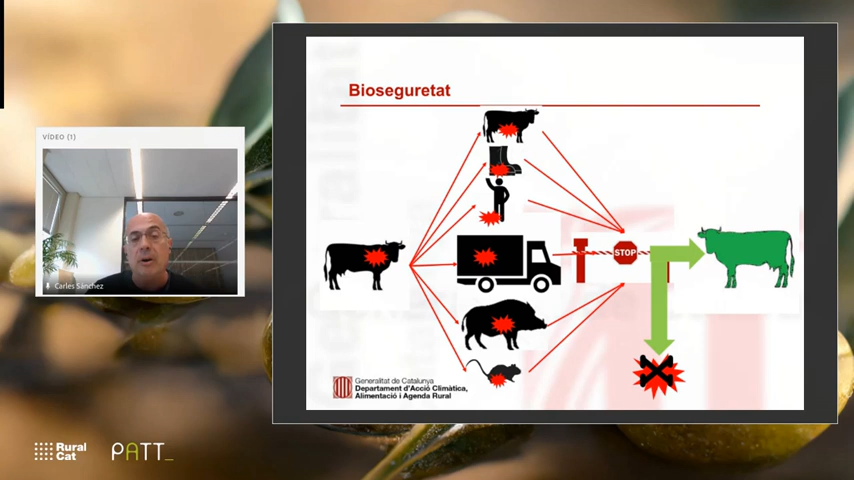 VÍDEO (1)
Carles Sánchez
Bioseguretat
STOP
Generalitat de Catalunya
Departament d'Acció Climàtica,
Alimentació i Agenda Rural
Rural
Cat
PATT_